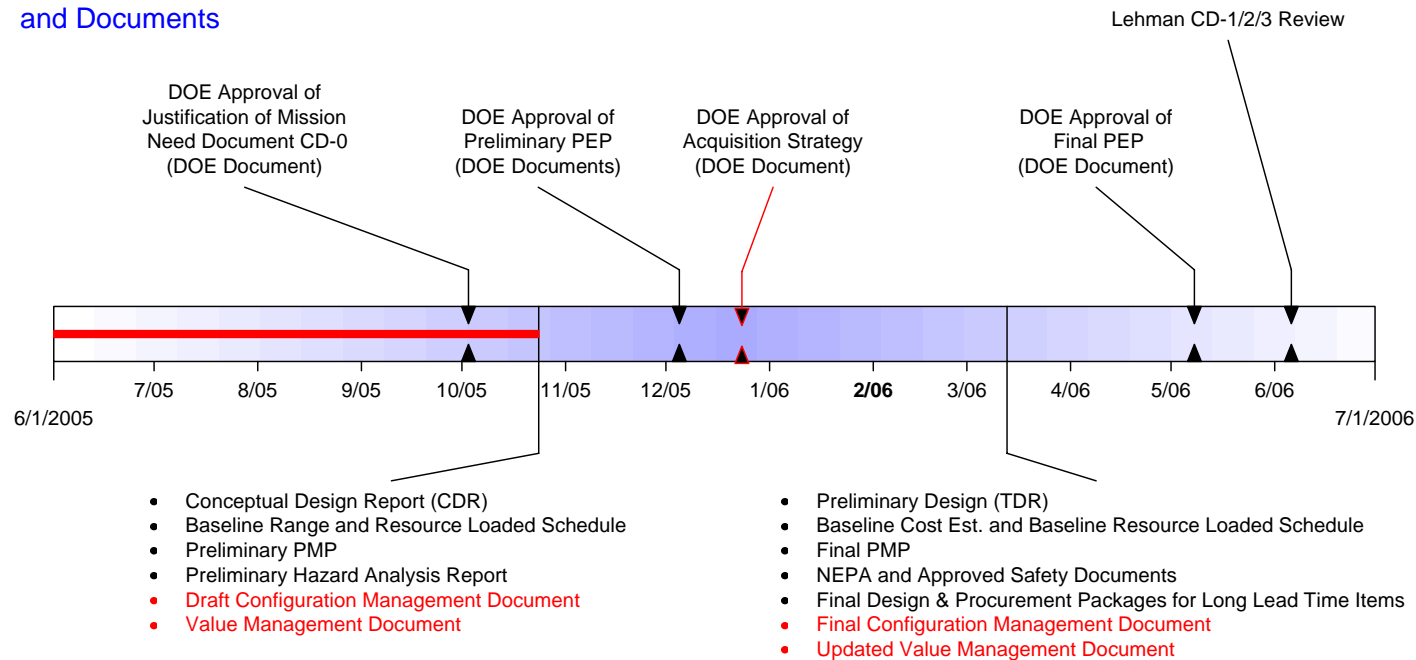 and Documents
Lehman CD-1/2/3 Review
DOE Approval of
Justification of Mission
Need Document CD-0
(DOE Document)
DOE Approval of
Preliminary PEP
(DOE Documents)
DOE Approval of
Acquisition Strategy
(DOE Document)
DOE Approval of
Final PEP
(DOE Document)
7/05 8/05 9/05 10/05 11/05 12/05 1/06 2/06 3/06 4/06 5/06 6/06
6/1/2005 7/1/2006
• Conceptual Design Report (CDR)
• Baseline Range and Resource Loaded Schedule
• Preliminary PMP
• Preliminary Hazard Analysis Report
• Draft Configuration Management Document
• Value Management Document
• Preliminary Design (TDR)
• Baseline Cost Est. and Baseline Resource Loaded Schedule
• Final PMP
• NEPA and Approved Safety Documents
• Final Design & Procurement Packages for Long Lead Time Items
• Final Configuration Management Document
• Updated Value Management Document